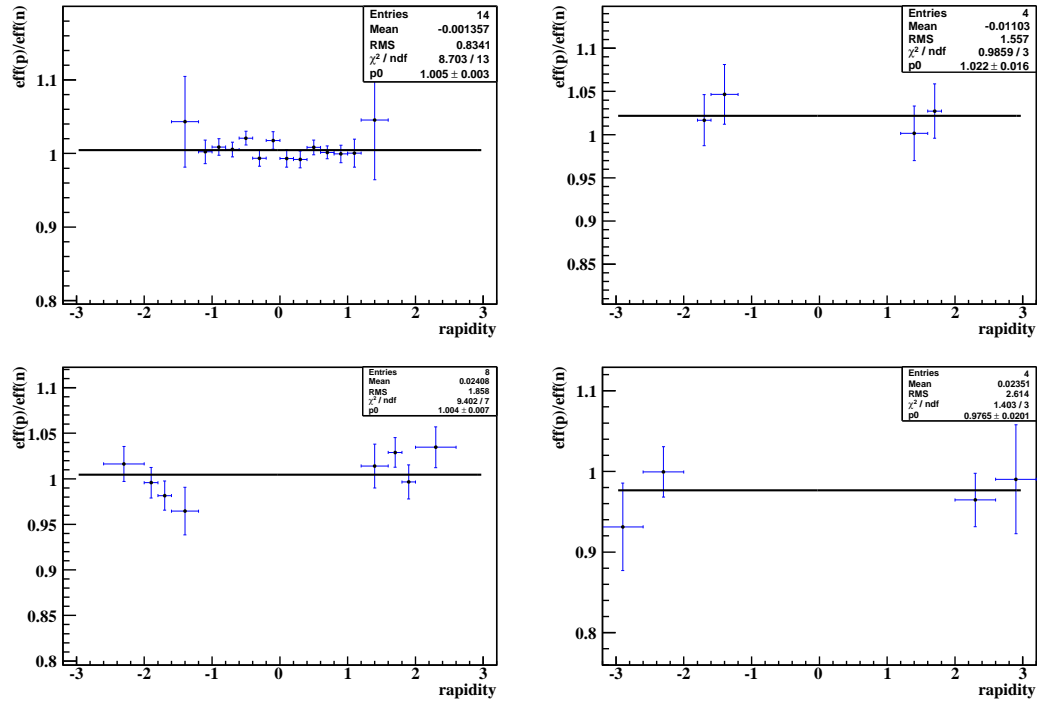 Entries 14
Mean -0.001357
RMS 0.8341
χ² / ndf 8.703 / 13
p0 1.005 ± 0.003
eff(p)/eff(n)
1.1
1
0.9
0.8
-3 -2 -1 0 1 2 3
rapidity
Entries 4
Mean -0.01103
RMS 1.557
χ² / ndf 0.9859 / 3
p0 1.022 ± 0.016
eff(p)/eff(n)
1.1
1.05
1
0.95
0.9
0.85
-3 -2 -1 0 1 2 3
rapidity
Entries 8
Mean 0.02408
RMS 1.858
χ² / ndf 9.402 / 7
p0 1.004 ± 0.007
eff(p)/eff(n)
1.1
1.05
1
0.95
0.9
0.85
0.8
-3 -2 -1 0 1 2 3
rapidity
Entries 4
Mean 0.02351
RMS 2.614
χ² / ndf 1.403 / 3
p0 0.9765 ± 0.0201
eff(p)/eff(n)
1.1
1
0.9
0.8
-3 -2 -1 0 1 2 3
rapidity